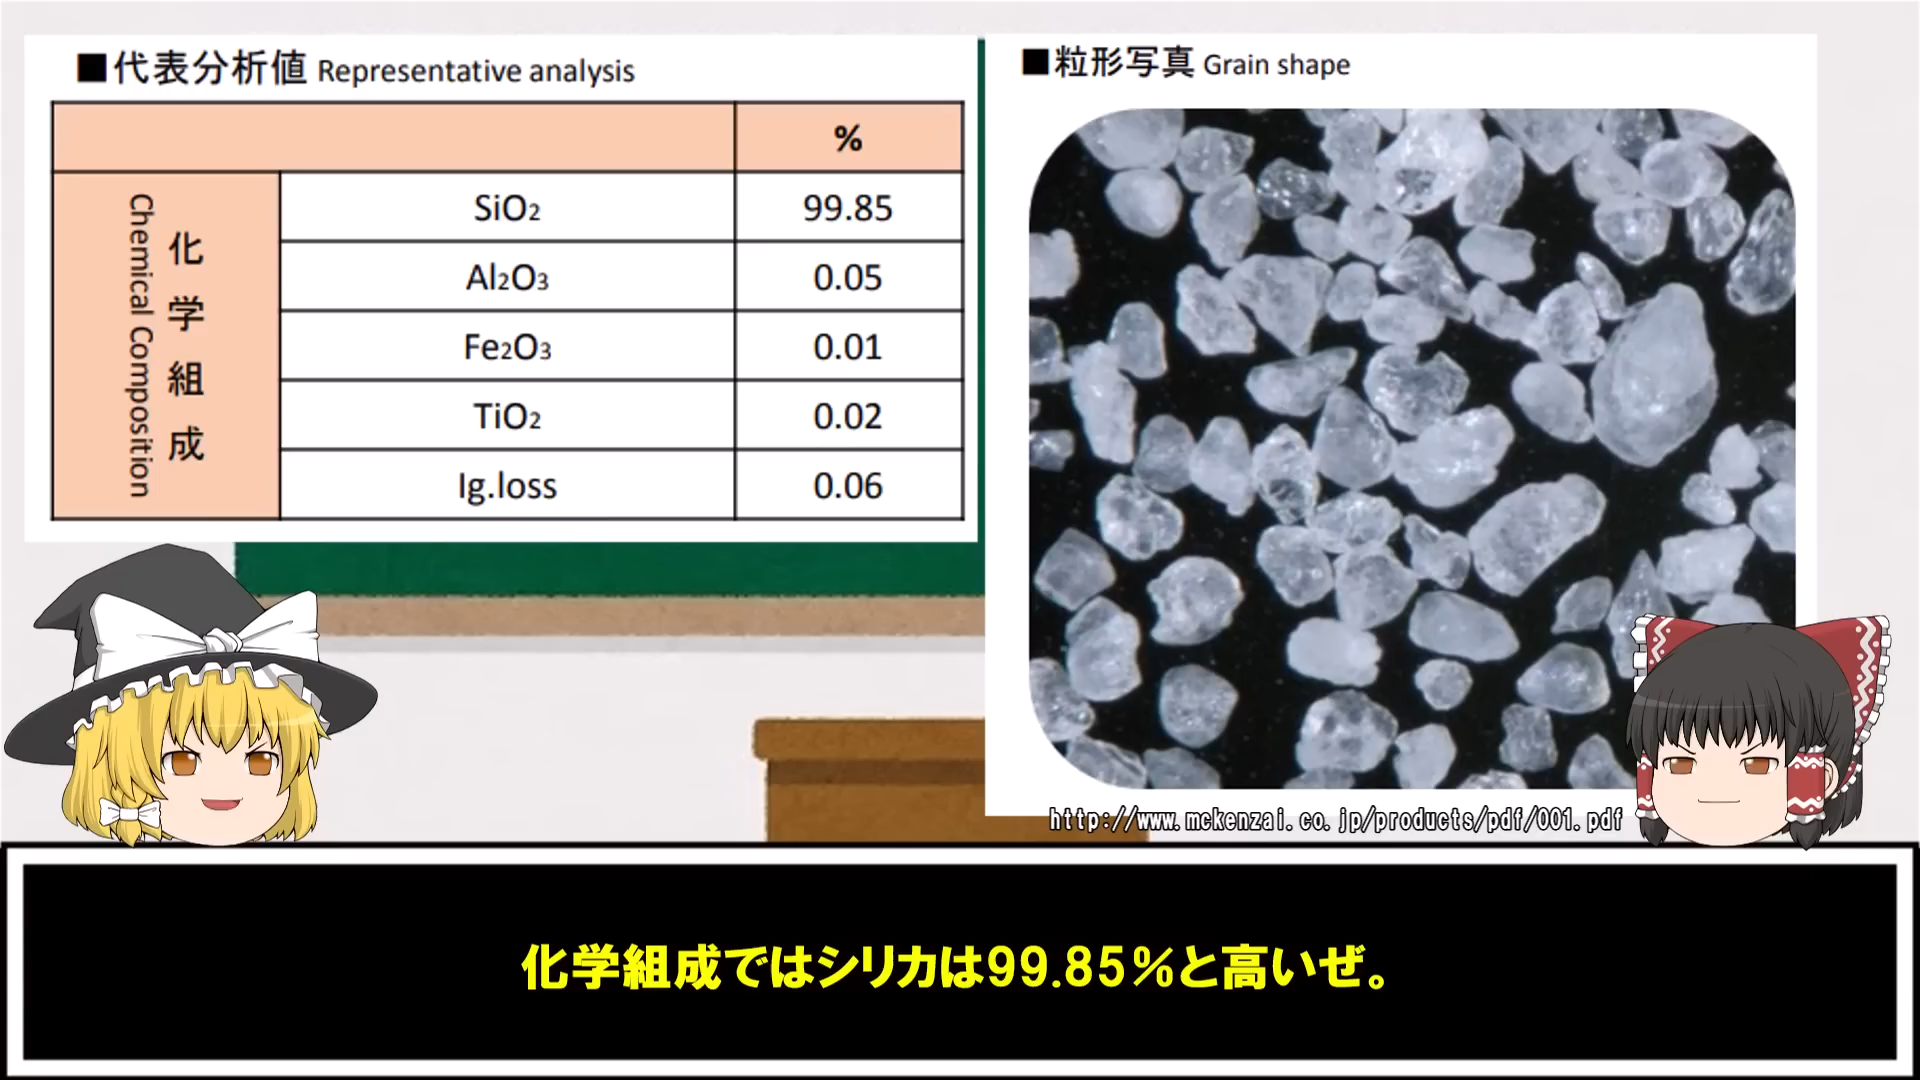 ■代表分析値 Representative analysis
%
化学組成
Chemical Composition
SiO2 99.85
Al2O3 0.05
Fe2O3 0.01
TiO2 0.02
Ig.loss 0.06
■粒形写真 Grain shape
http://www.mckenzai.co.jp/products/pdf/001.pdf
化学組成ではシリカは99.85%と高いぜ。